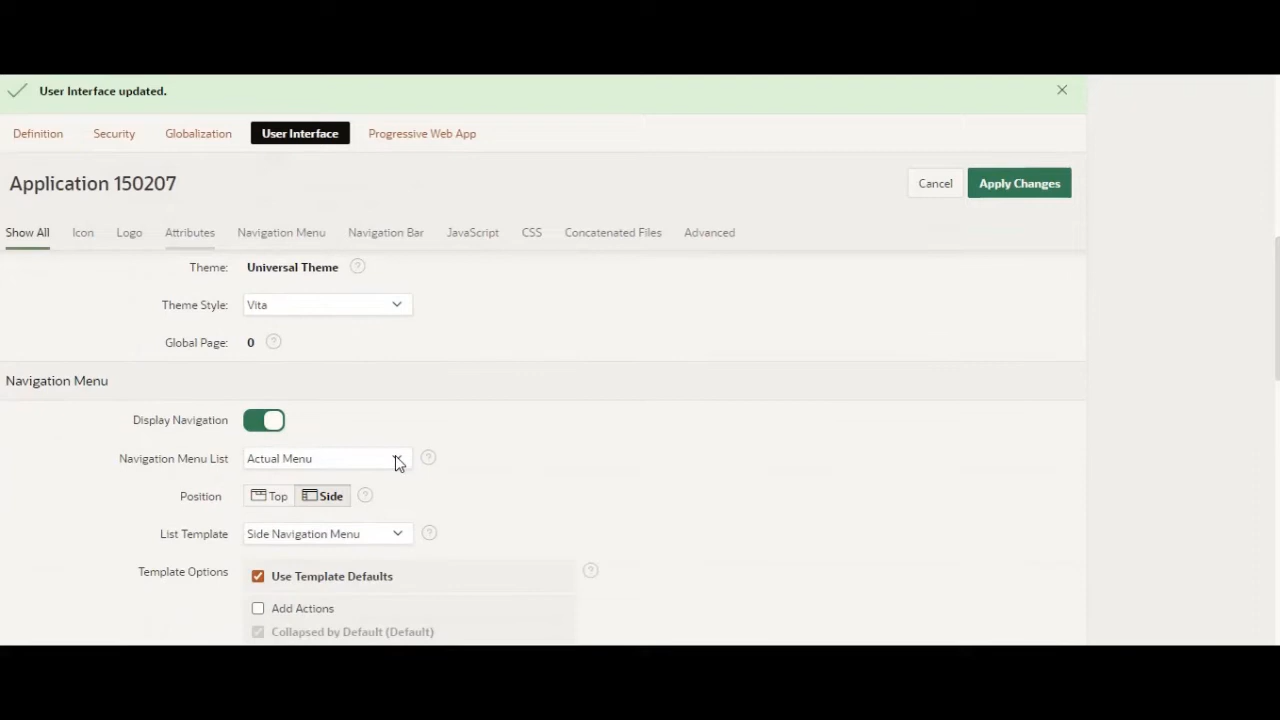 User Interface updated.
Definition Security Globalization User Interface Progressive Web App
Application 150207 Cancel Apply Changes
Show All Icon Logo Attributes Navigation Menu Navigation Bar JavaScript CSS Concatenated Files Advanced
Theme: Universal Theme ?
Theme Style: Vita
Global Page: 0 ?
Navigation Menu
Display Navigation
Navigation Menu List Actual Menu ?
Position Top Side ?
List Template Side Navigation Menu ?
Template Options Use Template Defaults ?
Add Actions
Collapsed by Default (Default)